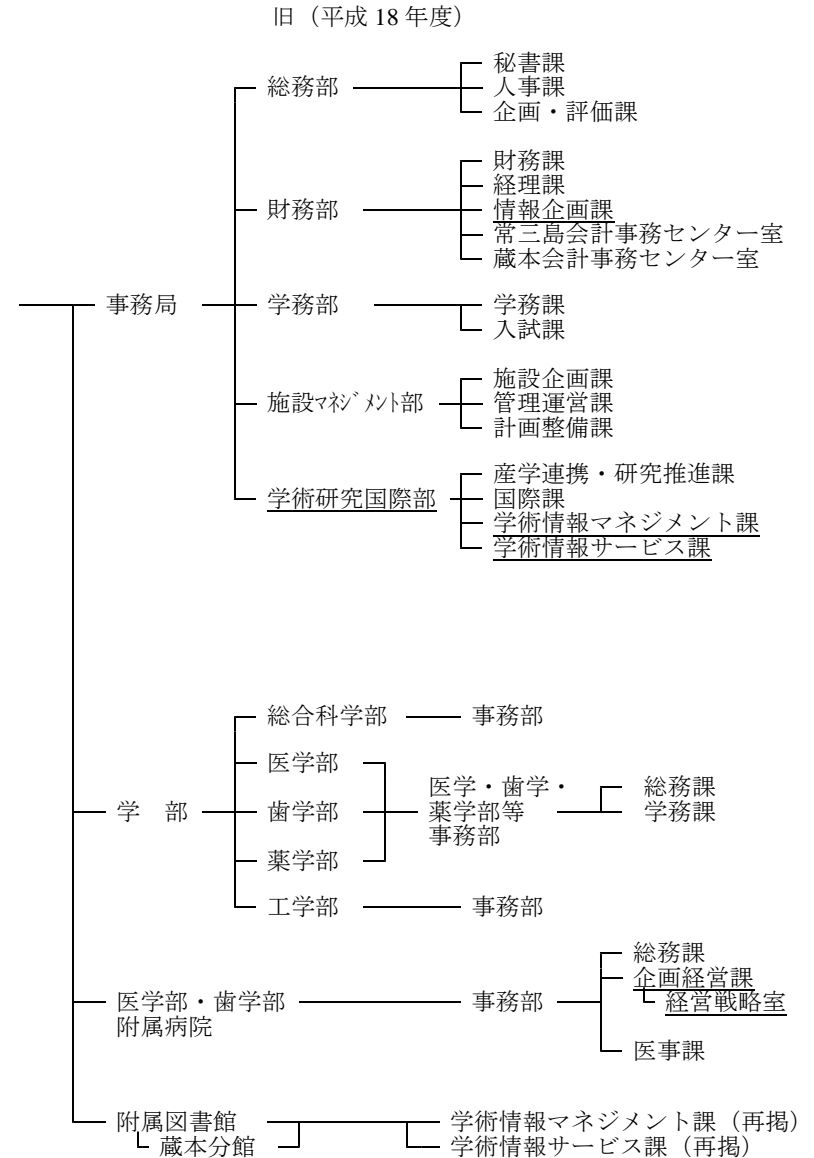 旧（平成 18 年度）
総務部
秘書課
人事課
企画・評価課
財務部
財務課
経理課
情報企画課
常三島会計事務センター室
蔵本会計事務センター室
事務局
学務部
学務課
入試課
施設ﾏﾈｼﾞﾒﾝﾄ部
施設企画課
管理運営課
計画整備課
学術研究国際部
産学連携・研究推進課
国際課
学術情報マネジメント課
学術情報サービス課
学　部
総合科学部
事務部
医学部
歯学部
薬学部
医学・歯学・
薬学部等
事務部
総務課
学務課
工学部
事務部
医学部・歯学部
附属病院
事務部
総務課
企画経営課
経営戦略室
医事課
附属図書館
蔵本分館
学術情報マネジメント課（再掲）
学術情報サービス課（再掲）